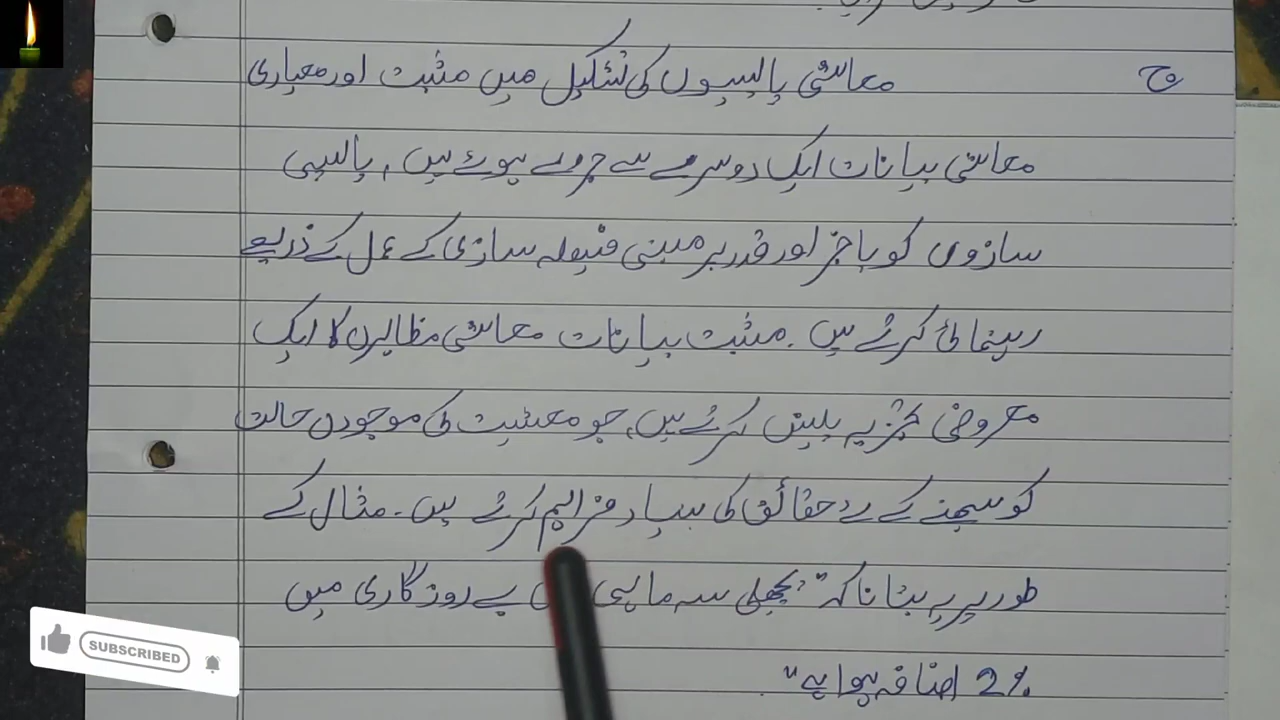 ج معاشی پالیسیوں کی تشکیل میں مثبت اور معیاری
معاشی بیانات ایک دوسرے سے جڑے ہوئے ہیں، پالیسی
سازوں کو باخبر اور قدر پر مبنی فیصلہ سازی کے عمل کے ذریعے
رہنمائی کرتے ہیں۔ مثبت بیانات معاشی مظاہر کا ایک
معروضی تجزیہ پیش کرتے ہیں، جو معیشت کی موجودہ حالت
کو سمجھنے کے لئے حقائق کی بنیاد فراہم کرتے ہیں۔ مثال کے
طور پر یہ بتانا کہ "پچھلی سہ ماہی بے روزگاری میں
2% اضافہ ہوا ہے"
SUBSCRIBED